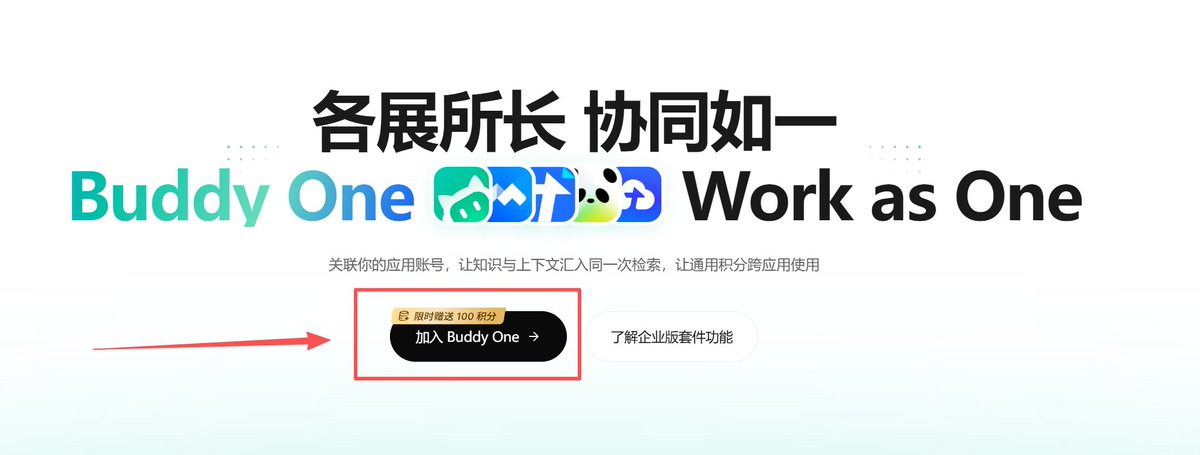 各展所长 协同如一
Buddy One Work as One
关联你的应用账号，让知识与上下文汇入同一次检索，让通用积分跨应用使用
限时赠送 100 积分
加入 Buddy One →
了解企业版套件功能